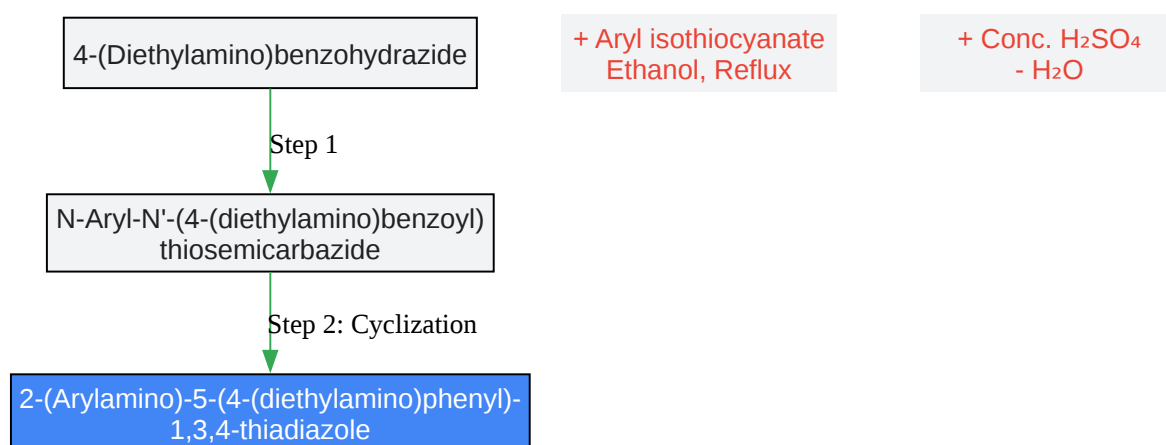 4-(Diethylamino)benzohydrazide
+ Aryl isothiocyanate
Ethanol, Reflux
+ Conc. H₂SO₄
- H₂O
Step 1
N-Aryl-N'-(4-(diethylamino)benzoyl)
thiosemicarbazide
Step 2: Cyclization
2-(Arylamino)-5-(4-(diethylamino)phenyl)-
1,3,4-thiadiazole